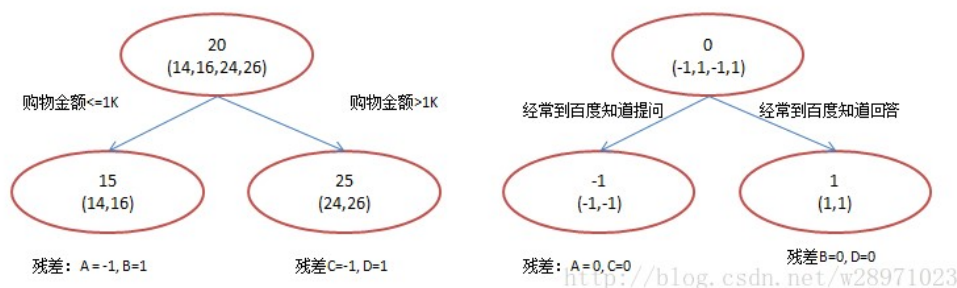 20
(14,16,24,26)
购物金额<=1K
购物金额>1K
15
(14,16)
25
(24,26)
残差：A = -1, B=1
残差C=-1, D=1
0
(-1,1,-1,1)
经常到百度知道提问
经常到百度知道回答
-1
(-1,-1)
1
(1,1)
残差：A = 0, C=0
残差B=0, D=0
http://blog.csdn.net/w28971023